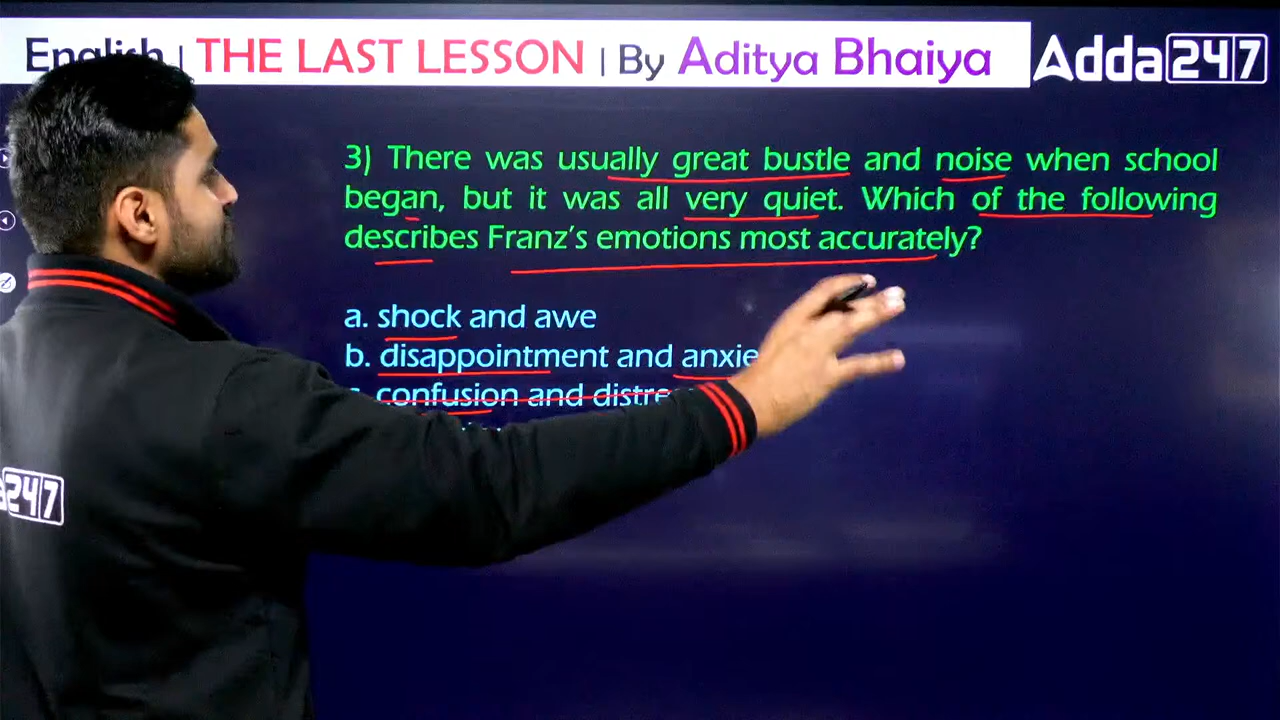 English | THE LAST LESSON | By Aditya Bhaiya
Adda247
3) There was usually great bustle and noise when school
began, but it was all very quiet. Which of the following
describes Franz's emotions most accurately?
a. shock and awe
b. disappointment and
confusion and
247